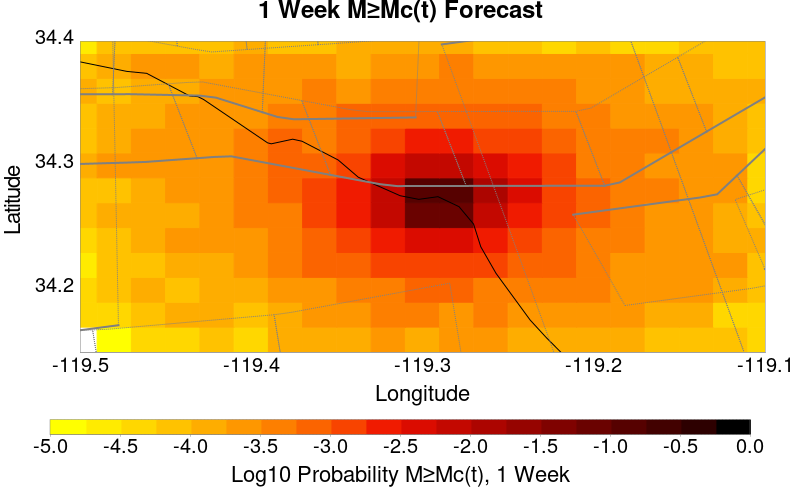 1 Week M≥Mc(t) Forecast
34.4
34.3
34.2
Latitude
-119.5 -119.4 -119.3 -119.2 -119.1
Longitude
-5.0 -4.5 -4.0 -3.5 -3.0 -2.5 -2.0 -1.5 -1.0 -0.5 0.0
Log10 Probability M≥Mc(t), 1 Week